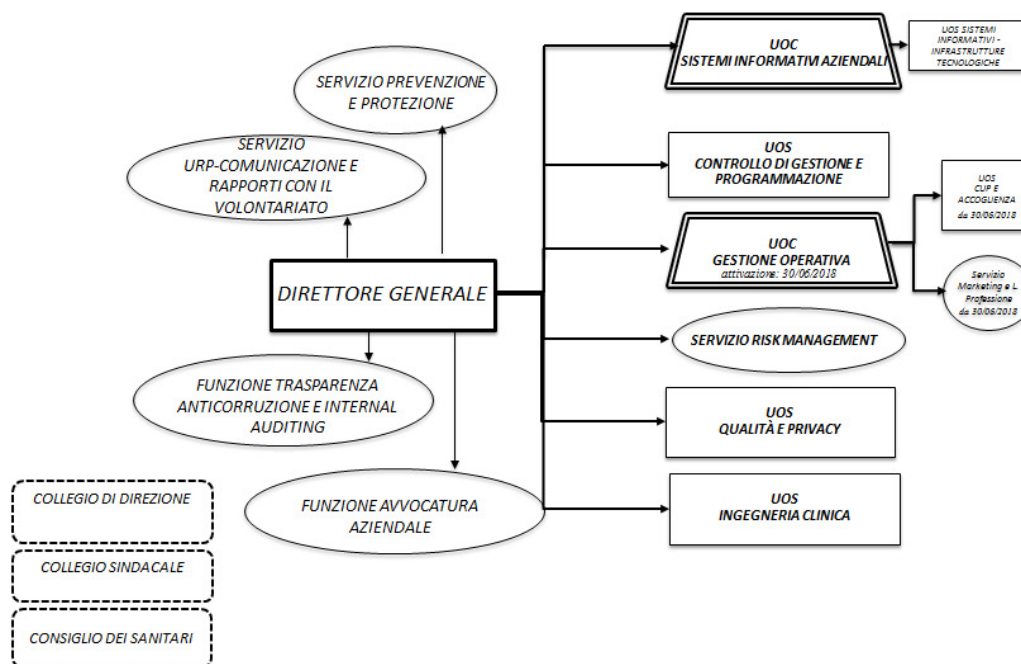 UOC
SISTEMI INFORMATIVI AZIENDALI
UOS SISTEMI
INFORMATIVI -
INFRASTRUTTURE
TECNOLOGICHE
SERVIZIO PREVENZIONE
E PROTEZIONE
SERVIZIO
URP-COMUNICAZIONE E
RAPPORTI CON IL
VOLONTARIATO
UOS
CONTROLLO DI GESTIONE E
PROGRAMMAZIONE
UOS
CUP E
ACCOGLIENZA
da 30/06/2018
UOC
GESTIONE OPERATIVA
attivazione: 30/06/2018
Servizio
Marketing e L.
Professione
da 30/06/2018
DIRETTORE GENERALE
SERVIZIO RISK MANAGEMENT
FUNZIONE TRASPARENZA
ANTICORRUZIONE E INTERNAL
AUDITING
UOS
QUALITÀ E PRIVACY
FUNZIONE AVVOCATURA
AZIENDALE
UOS
INGEGNERIA CLINICA
COLLEGIO DI DIREZIONE
COLLEGIO SINDACALE
CONSIGLIO DEI SANITARI